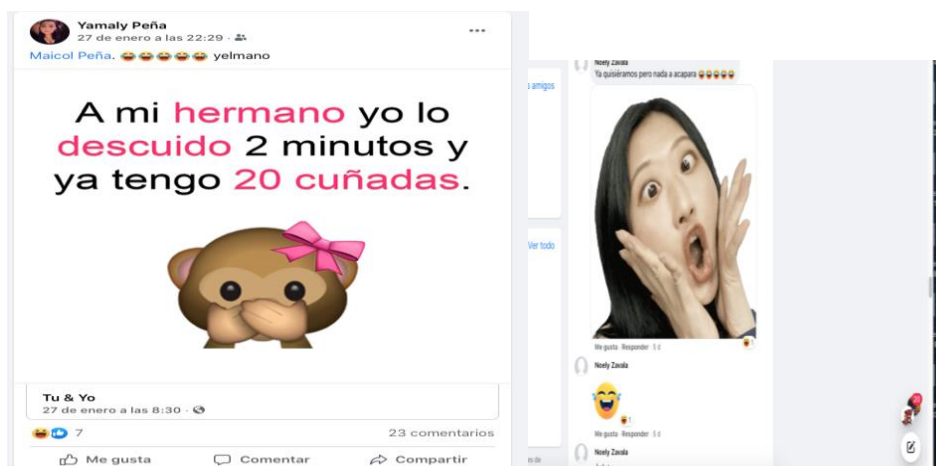 Yamaly Peña
27 de enero a las 22:29 ·
Maicol Peña. yelmano
A mi hermano yo lo
descuido 2 minutos y
ya tengo 20 cuñadas.
Tu & Yo
27 de enero a las 8:30 ·
7
23 comentarios
Me gusta
Comentar
Compartir
amigos
Ver todo
Noely Zavala
Ya quisiéramos pero nada a acapara
Me gusta · Responder · 5 d
1
Noely Zavala
1
Me gusta · Responder · 5 d
Noely Zavala